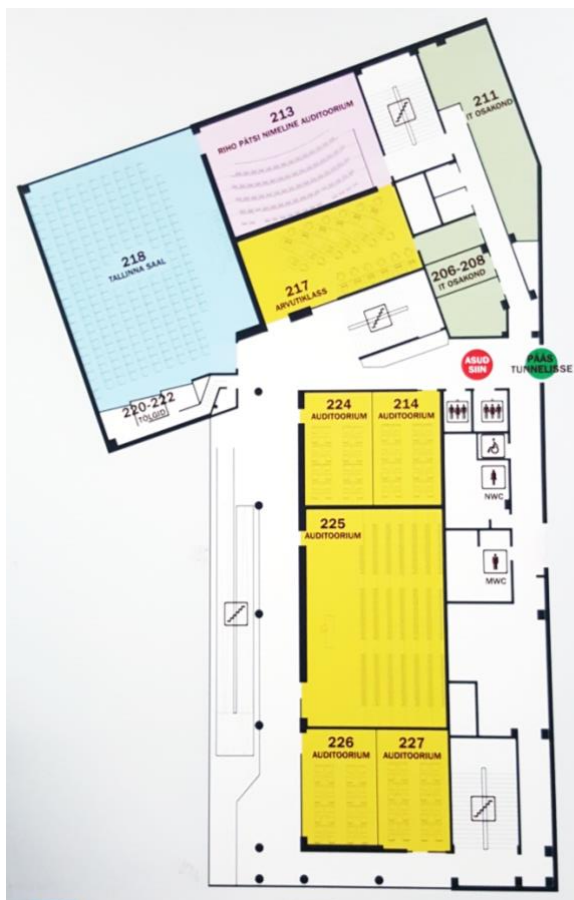 211
IT OSAKOND
213
RIHO PÄTSI NIMELINE AUDITOORIUM
218
TALLINNA SAAL
217
ARVUTIKLASS
206-208
IT OSAKOND
ASUD
SIIN
PÄÄS
TUNNELISSE
220-222
TÕLGID
224
AUDITOORIUM
214
AUDITOORIUM
NWC
225
AUDITOORIUM
MWC
226
AUDITOORIUM
227
AUDITOORIUM